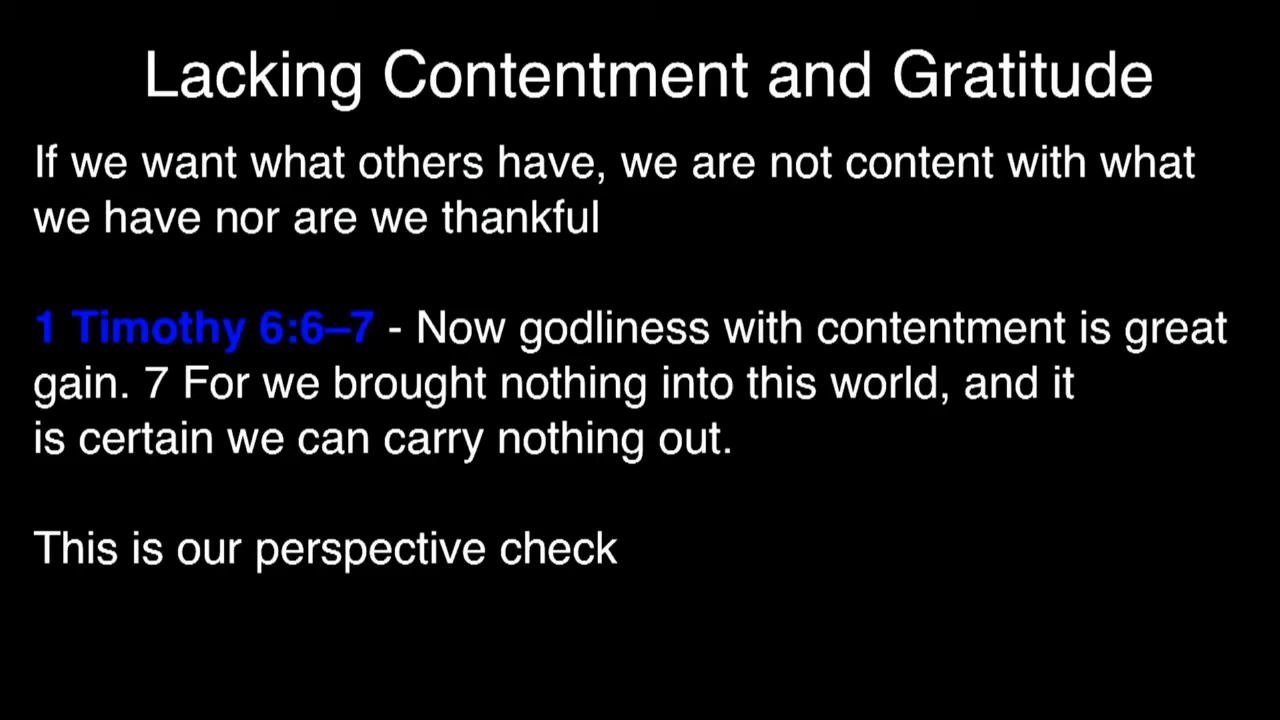 Lacking Contentment and Gratitude
If we want what others have, we are not content with what
we have nor are we thankful
1 Timothy 6:6–7 - Now godliness with contentment is great
gain. 7 For we brought nothing into this world, and it
is certain we can carry nothing out.
This is our perspective check